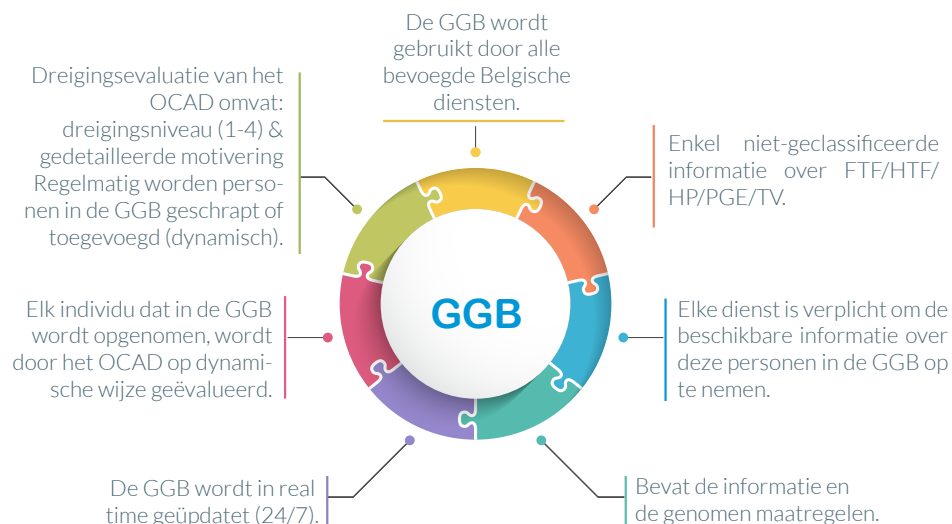 De GGB wordt
gebruikt door alle
bevoegde Belgische
diensten.
Dreigingsevaluatie van het
OCAD omvat:
dreigingsniveau (1-4) &
gedetailleerde motivering
Regelmatig worden perso-
nen in de GGB geschrapt of
toegevoegd (dynamisch).
Enkel niet-geclassificeerde
informatie over FTF/HTF/
HP/PGE/TV.
GGB
Elk individu dat in de GGB
wordt opgenomen, wordt
door het OCAD op dynami-
sche wijze geëvalueerd.
Elke dienst is verplicht om de
beschikbare informatie over
deze personen in de GGB op
te nemen.
De GGB wordt in real
time geüpdatet (24/7).
Bevat de informatie en
de genomen maatregelen.